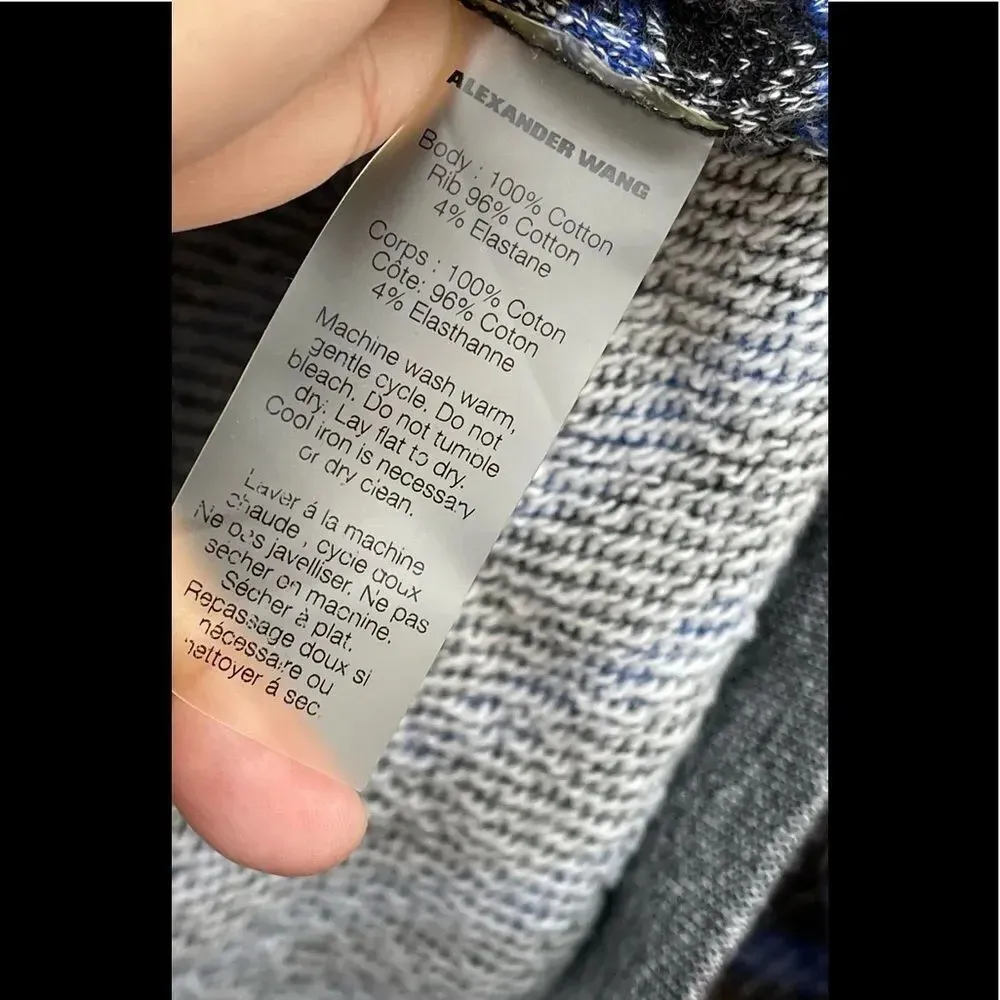 ALEXANDER WANG
Body : 100% Cotton
Rib 96% Cotton
4% Elastane
Corps : 100% Coton
Côte: 96% Coton
4% Elasthanne
Machine wash warm,
gentle cycle. Do not
bleach. Do not tumble
dry. Lay flat to dry.
Cool iron is necessary
or dry clean.
Laver á la machine
chaude , cycle doux
Ne pas javelliser. Ne pas
sécher en machine.
Sécher à plat.
Repassage doux si
nécessaire ou
nettoyer á sec.